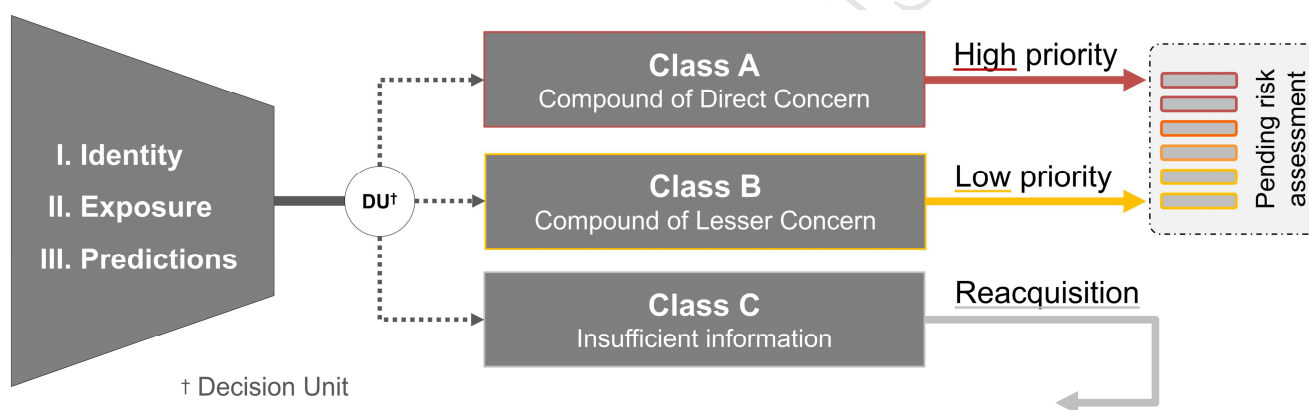 I. Identity
II. Exposure
III. Predictions
DU†
† Decision Unit
Class A
Compound of Direct Concern
High priority
Class B
Compound of Lesser Concern
Low priority
Class C
Insufficient information
Reacquisition
Pending risk
assessment